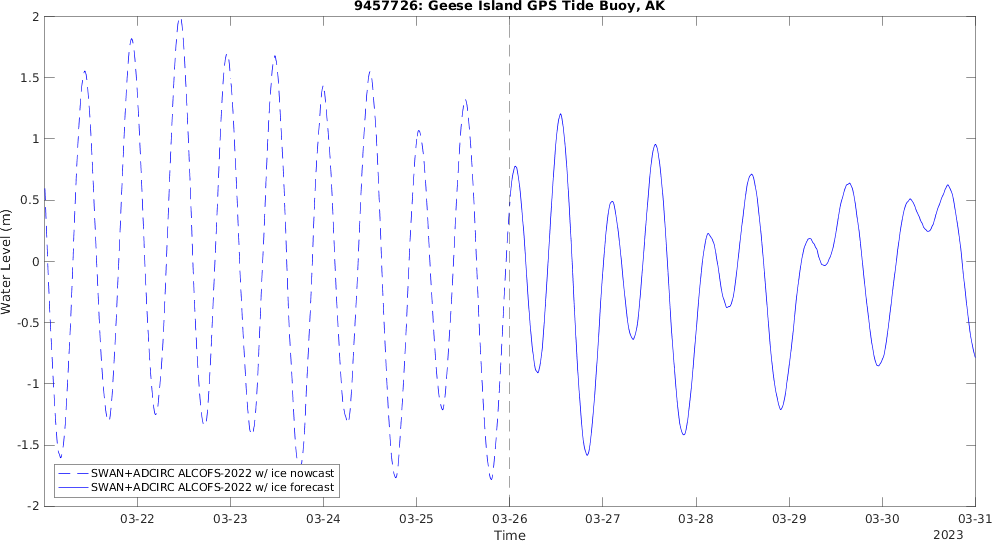 9457726: Geese Island GPS Tide Buoy, AK
2
1.5
1
0.5
0
-0.5
-1
-1.5
-2
Water Level (m)
SWAN+ADCIRC ALCOFS-2022 w/ ice nowcast
SWAN+ADCIRC ALCOFS-2022 w/ ice forecast
03-22 03-23 03-24 03-25 03-26 03-27 03-28 03-29 03-30 03-31
Time
2023